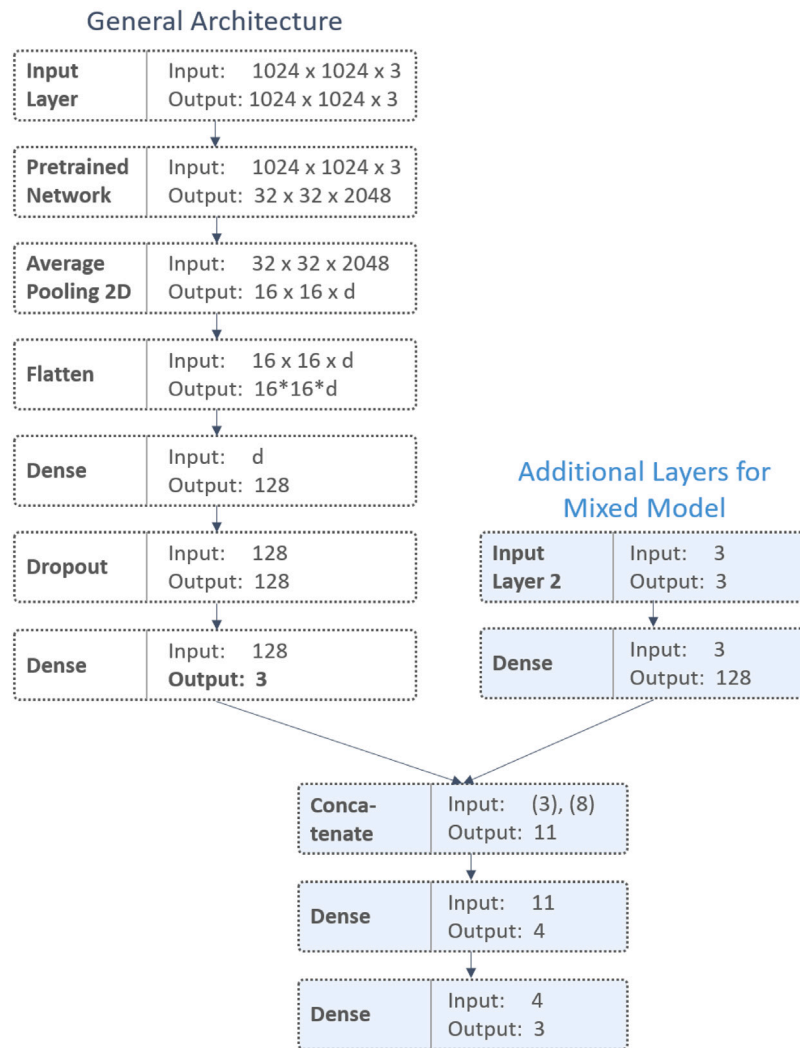 General Architecture
Input
Layer
Input: 1024 x 1024 x 3
Output: 1024 x 1024 x 3
Pretrained
Network
Input: 1024 x 1024 x 3
Output: 32 x 32 x 2048
Average
Pooling 2D
Input: 32 x 32 x 2048
Output: 16 x 16 x d
Flatten
Input: 16 x 16 x d
Output: 16*16*d
Dense
Input: d
Output: 128
Dropout
Input: 128
Output: 128
Dense
Input: 128
Output: 3
Additional Layers for
Mixed Model
Input
Layer 2
Input: 3
Output: 3
Dense
Input: 3
Output: 128
Conca-
tenate
Input: (3), (8)
Output: 11
Dense
Input: 11
Output: 4
Dense
Input: 4
Output: 3